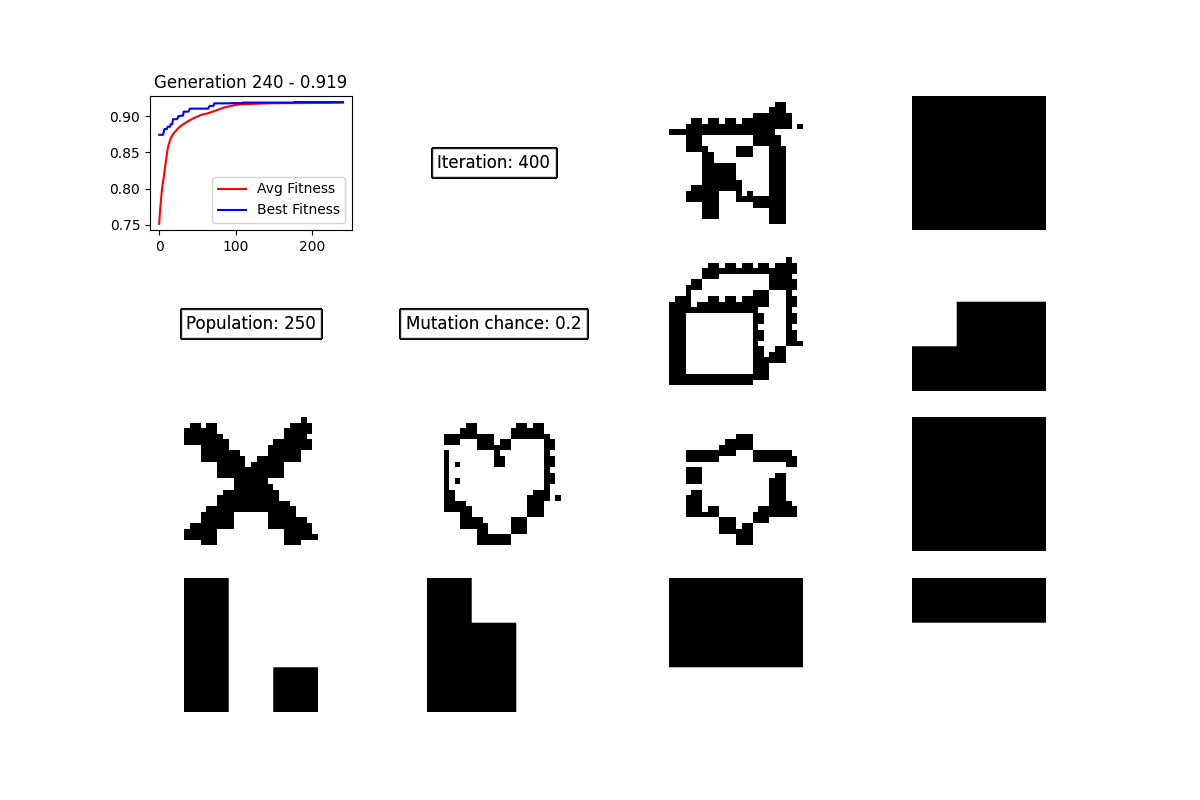 Generation 240 - 0.919
0.90
0.85
0.80
0.75
Avg Fitness
Best Fitness
0
100
200
Iteration: 400
Population: 250
Mutation chance: 0.2